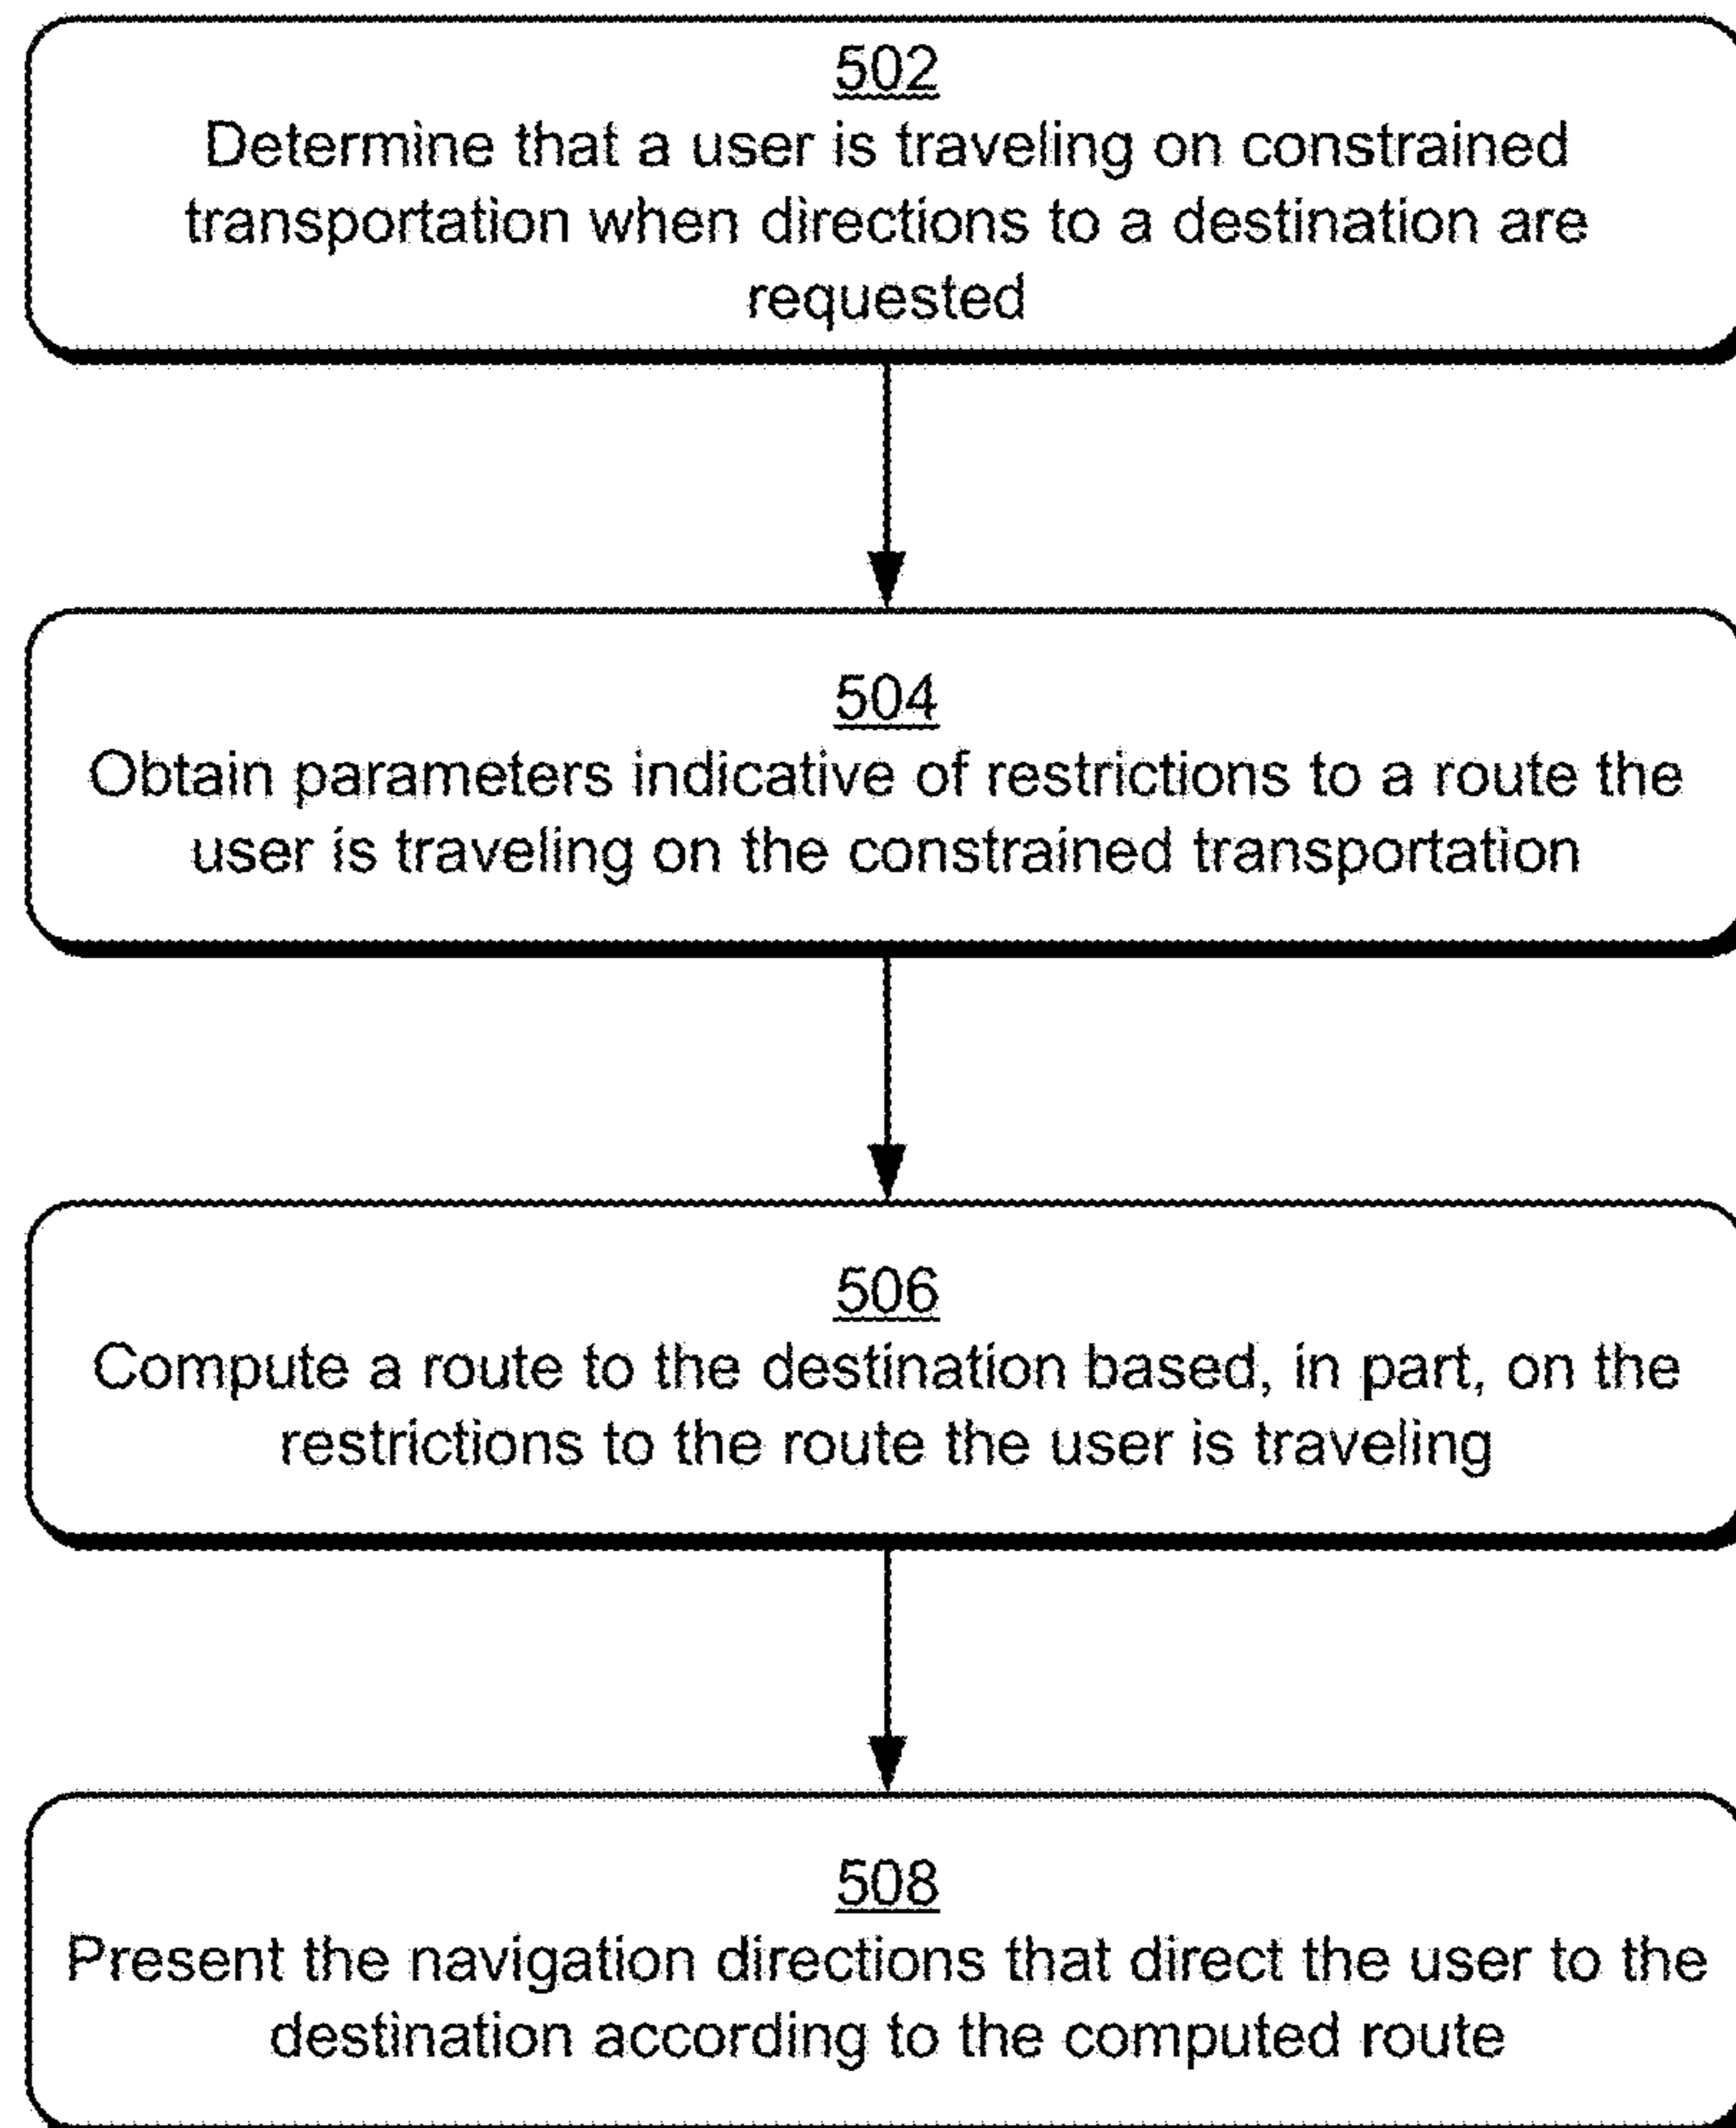 502
Determine that a user is traveling on constrained
transportation when directions to a destination are
requested
504
Obtain parameters indicative of restrictions to a route the
user is traveling on the constrained transportation
506
Compute a route to the destination based, in part, on the
restrictions to the route the user is traveling
508
Present the navigation directions that direct the user to the
destination according to the computed route